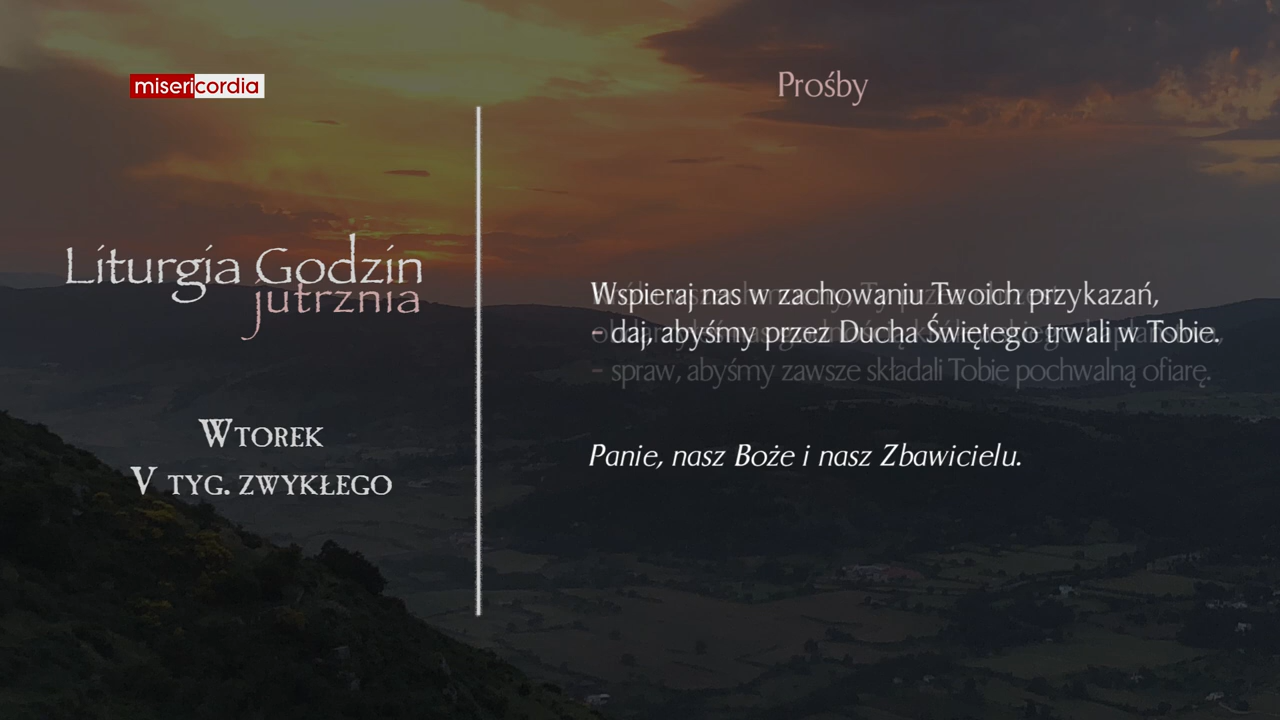 misericordia
Prośby
Liturgia Godzin
jutrznia
Wspieraj nas w zachowaniu Twoich przykazań,
- daj, abyśmy przez Ducha Świętego trwali w Tobie.
- spraw, abyśmy zawsze składali Tobie pochwalną ofiarę.
Wtorek
V tyg. zwykłego
Panie, nasz Boże i nasz Zbawicielu.